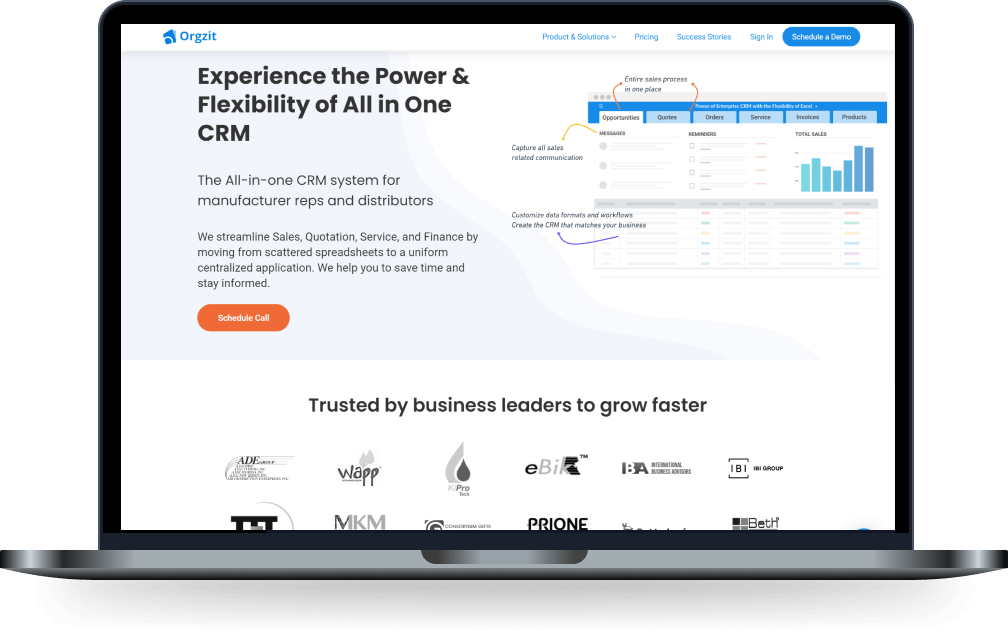 Orgzit
Product & Solutions
Pricing
Success Stories
Sign In
Schedule a Demo
Experience the Power &
Flexibility of All in One
CRM
The All-in-one CRM system for
manufacturer reps and distributors
We streamline Sales, Quotation, Service, and Finance by
moving from scattered spreadsheets to a uniform
centralized application. We help you to save time and
stay informed.
Schedule Call
Entire sales process
in one place
Power of Enterprise CRM with the Flexibility of Excel
Opportunities
Quotes
Orders
Service
Invoices
Products
MESSAGES
REMINDERS
TOTAL SALES
Capture all sales
related communication
Customize data formats and workflows
Create the CRM that matches your business
Trusted by business leaders to grow faster
ADE GROUP
Wapp
KiPro
Tech
eBik
TM
IBA
INTERNATIONAL
BUSINESS ADVISORS
IBI
IBI GROUP
MKM
CONSORTIUM GIFTS
PRIONE
Beth